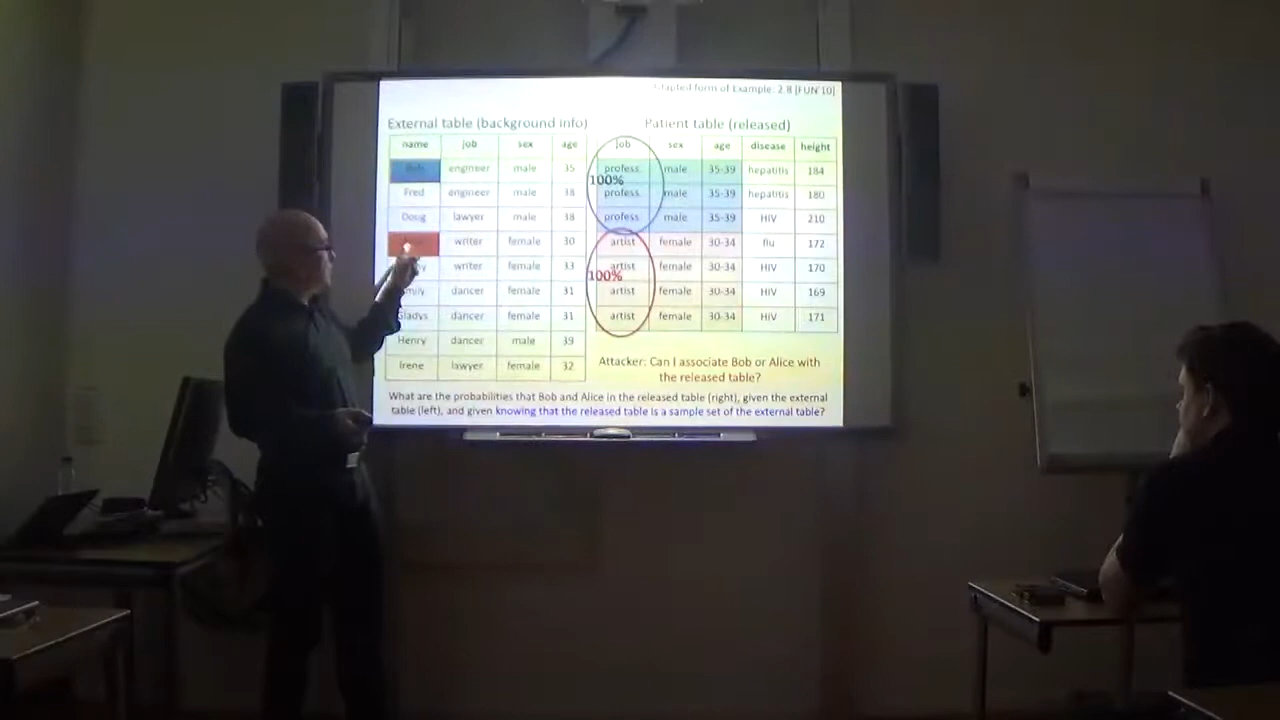 form of Example: 2.8 [FUN'10]
External table (background info) Patient table (released)
name job sex age job sex age disease height
engineer male 35 profess. male 35-39 hepatitis 184
100%
Fred engineer male 38 profess. male 35-39 hepatitis 180
Doug lawyer male 38 profess. male 35-39 HIV 210
writer female 30 artist female 30-34 flu 172
writer female 33 artist female 30-34 HIV 170
100%
dancer female 31 artist female 30-34 HIV 169
Gladys dancer female 31 artist female 30-34 HIV 171
Henry dancer male 39
Irene lawyer female 32
Attacker: Can I associate Bob or Alice with
the released table?
What are the probabilities that Bob and Alice in the released table (right), given the external
table (left), and given knowing that the released table is a sample set of the external table?